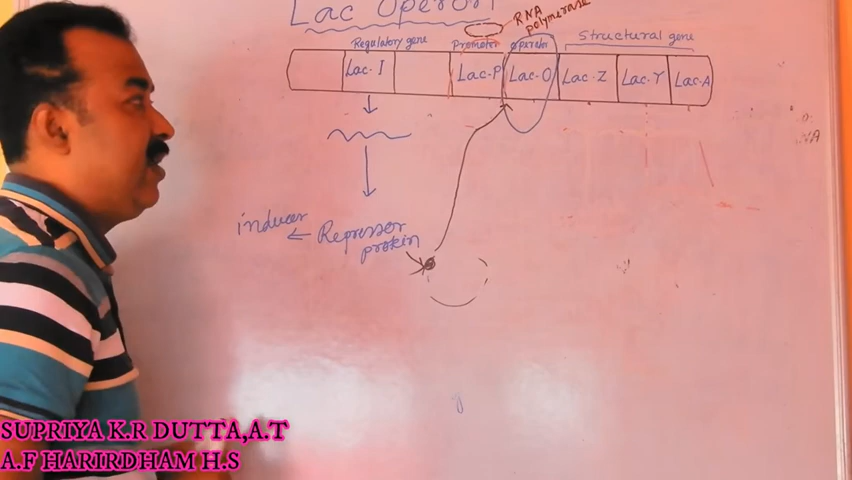 Lac Operon
RNA
polymerase
Regulatory gene
Promoter
operator
Structural gene
Lac-I
Lac-P
Lac-O
Lac-Z
Lac-Y
Lac-A
inducer
Repressor
protein
SUPRIYA K.R DUTTA,A.T
A.F HARIRDHAM H.S